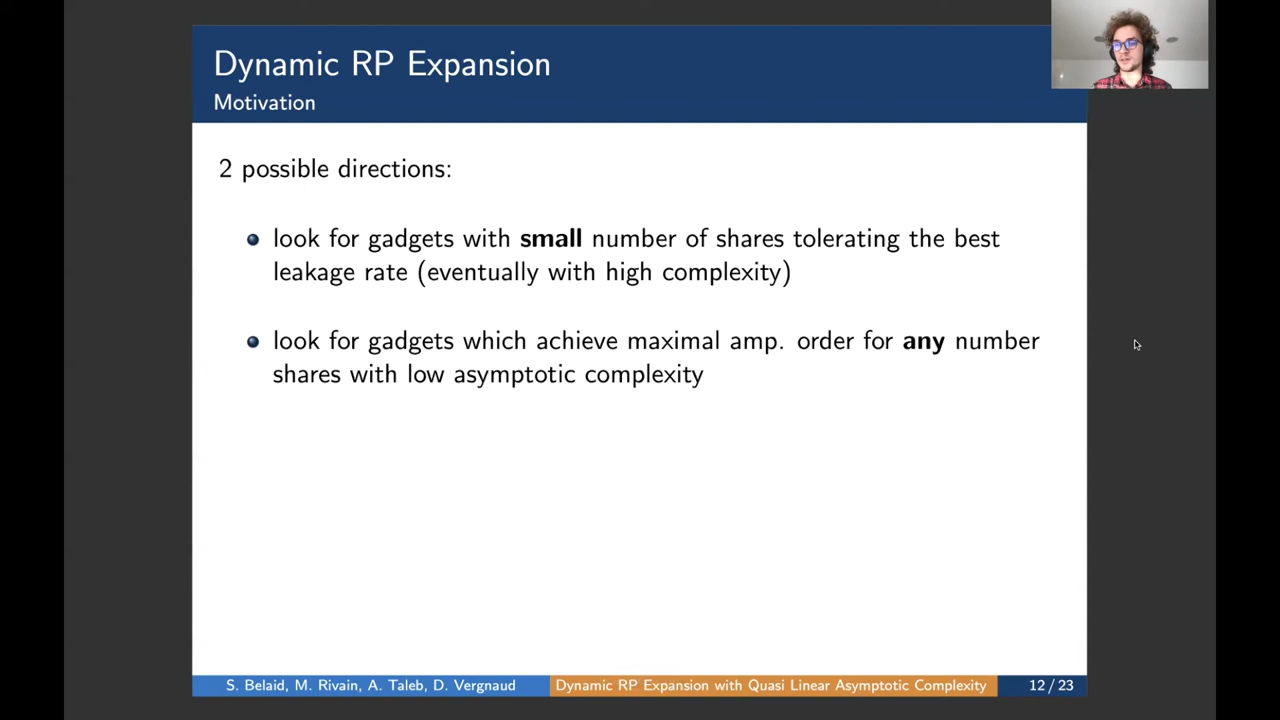 Dynamic RP Expansion
Motivation
2 possible directions:
look for gadgets with small number of shares tolerating the best
leakage rate (eventually with high complexity)
look for gadgets which achieve maximal amp. order for any number
shares with low asymptotic complexity
S. Belaid, M. Rivain, A. Taleb, D. Vergnaud
Dynamic RP Expansion with Quasi Linear Asymptotic Complexity
12 / 23